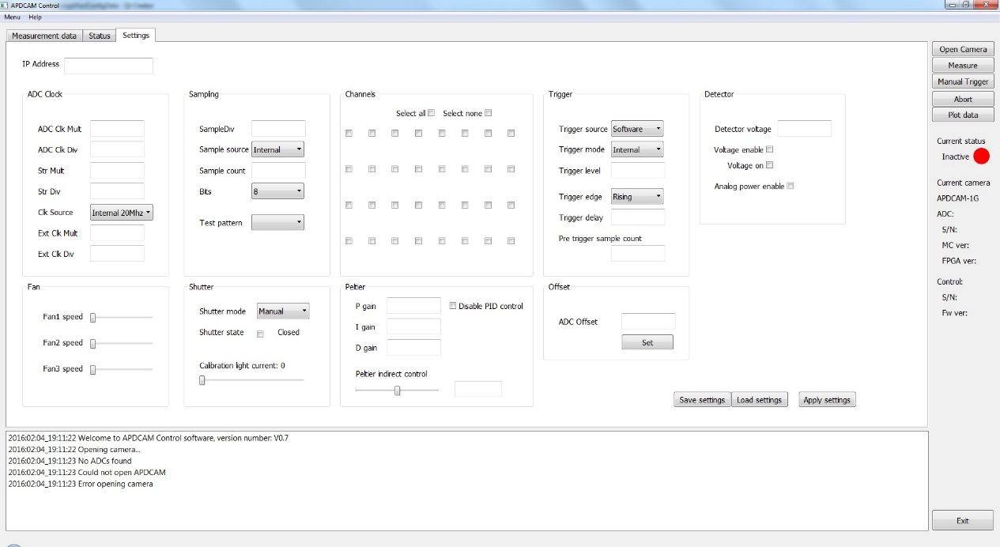 APDCAM Control
Menu Help
Measurement data Status Settings
IP Address
ADC Clock
ADC Clk Mult
ADC Clk Div
Str Mult
Str Div
Clk Source Internal 20Mhz
Ext Clk Mult
Ext Clk Div
Sampling
SampleDiv
Sample source Internal
Sample count
Bits 8
Test pattern
Channels
Select all Select none
Trigger
Trigger source Software
Trigger mode Internal
Trigger level
Trigger edge Rising
Trigger delay
Pre trigger sample count
Detector
Detector voltage
Voltage enable
Voltage on
Analog power enable
Fan
Fan1 speed
Fan2 speed
Fan3 speed
Shutter
Shutter mode Manual
Shutter state Closed
Calibration light current: 0
Peltier
P gain Disable PID control
I gain
D gain
Peltier indirect control
Offset
ADC Offset
Set
Save settings Load settings Apply settings
Open Camera
Measure
Manual Trigger
Abort
Plot data
Current status
Inactive
Current camera
APDCAM-1G
ADC:
S/N:
MC ver:
FPGA ver:
Control:
S/N:
Fw ver:
2016:02:04_19:11:22 Welcome to APDCAM Control software, version number: V0.7
2016:02:04_19:11:22 Opening camera...
2016:02:04_19:11:23 No ADCs found
2016:02:04_19:11:23 Could not open APDCAM
2016:02:04_19:11:23 Error opening camera
Exit